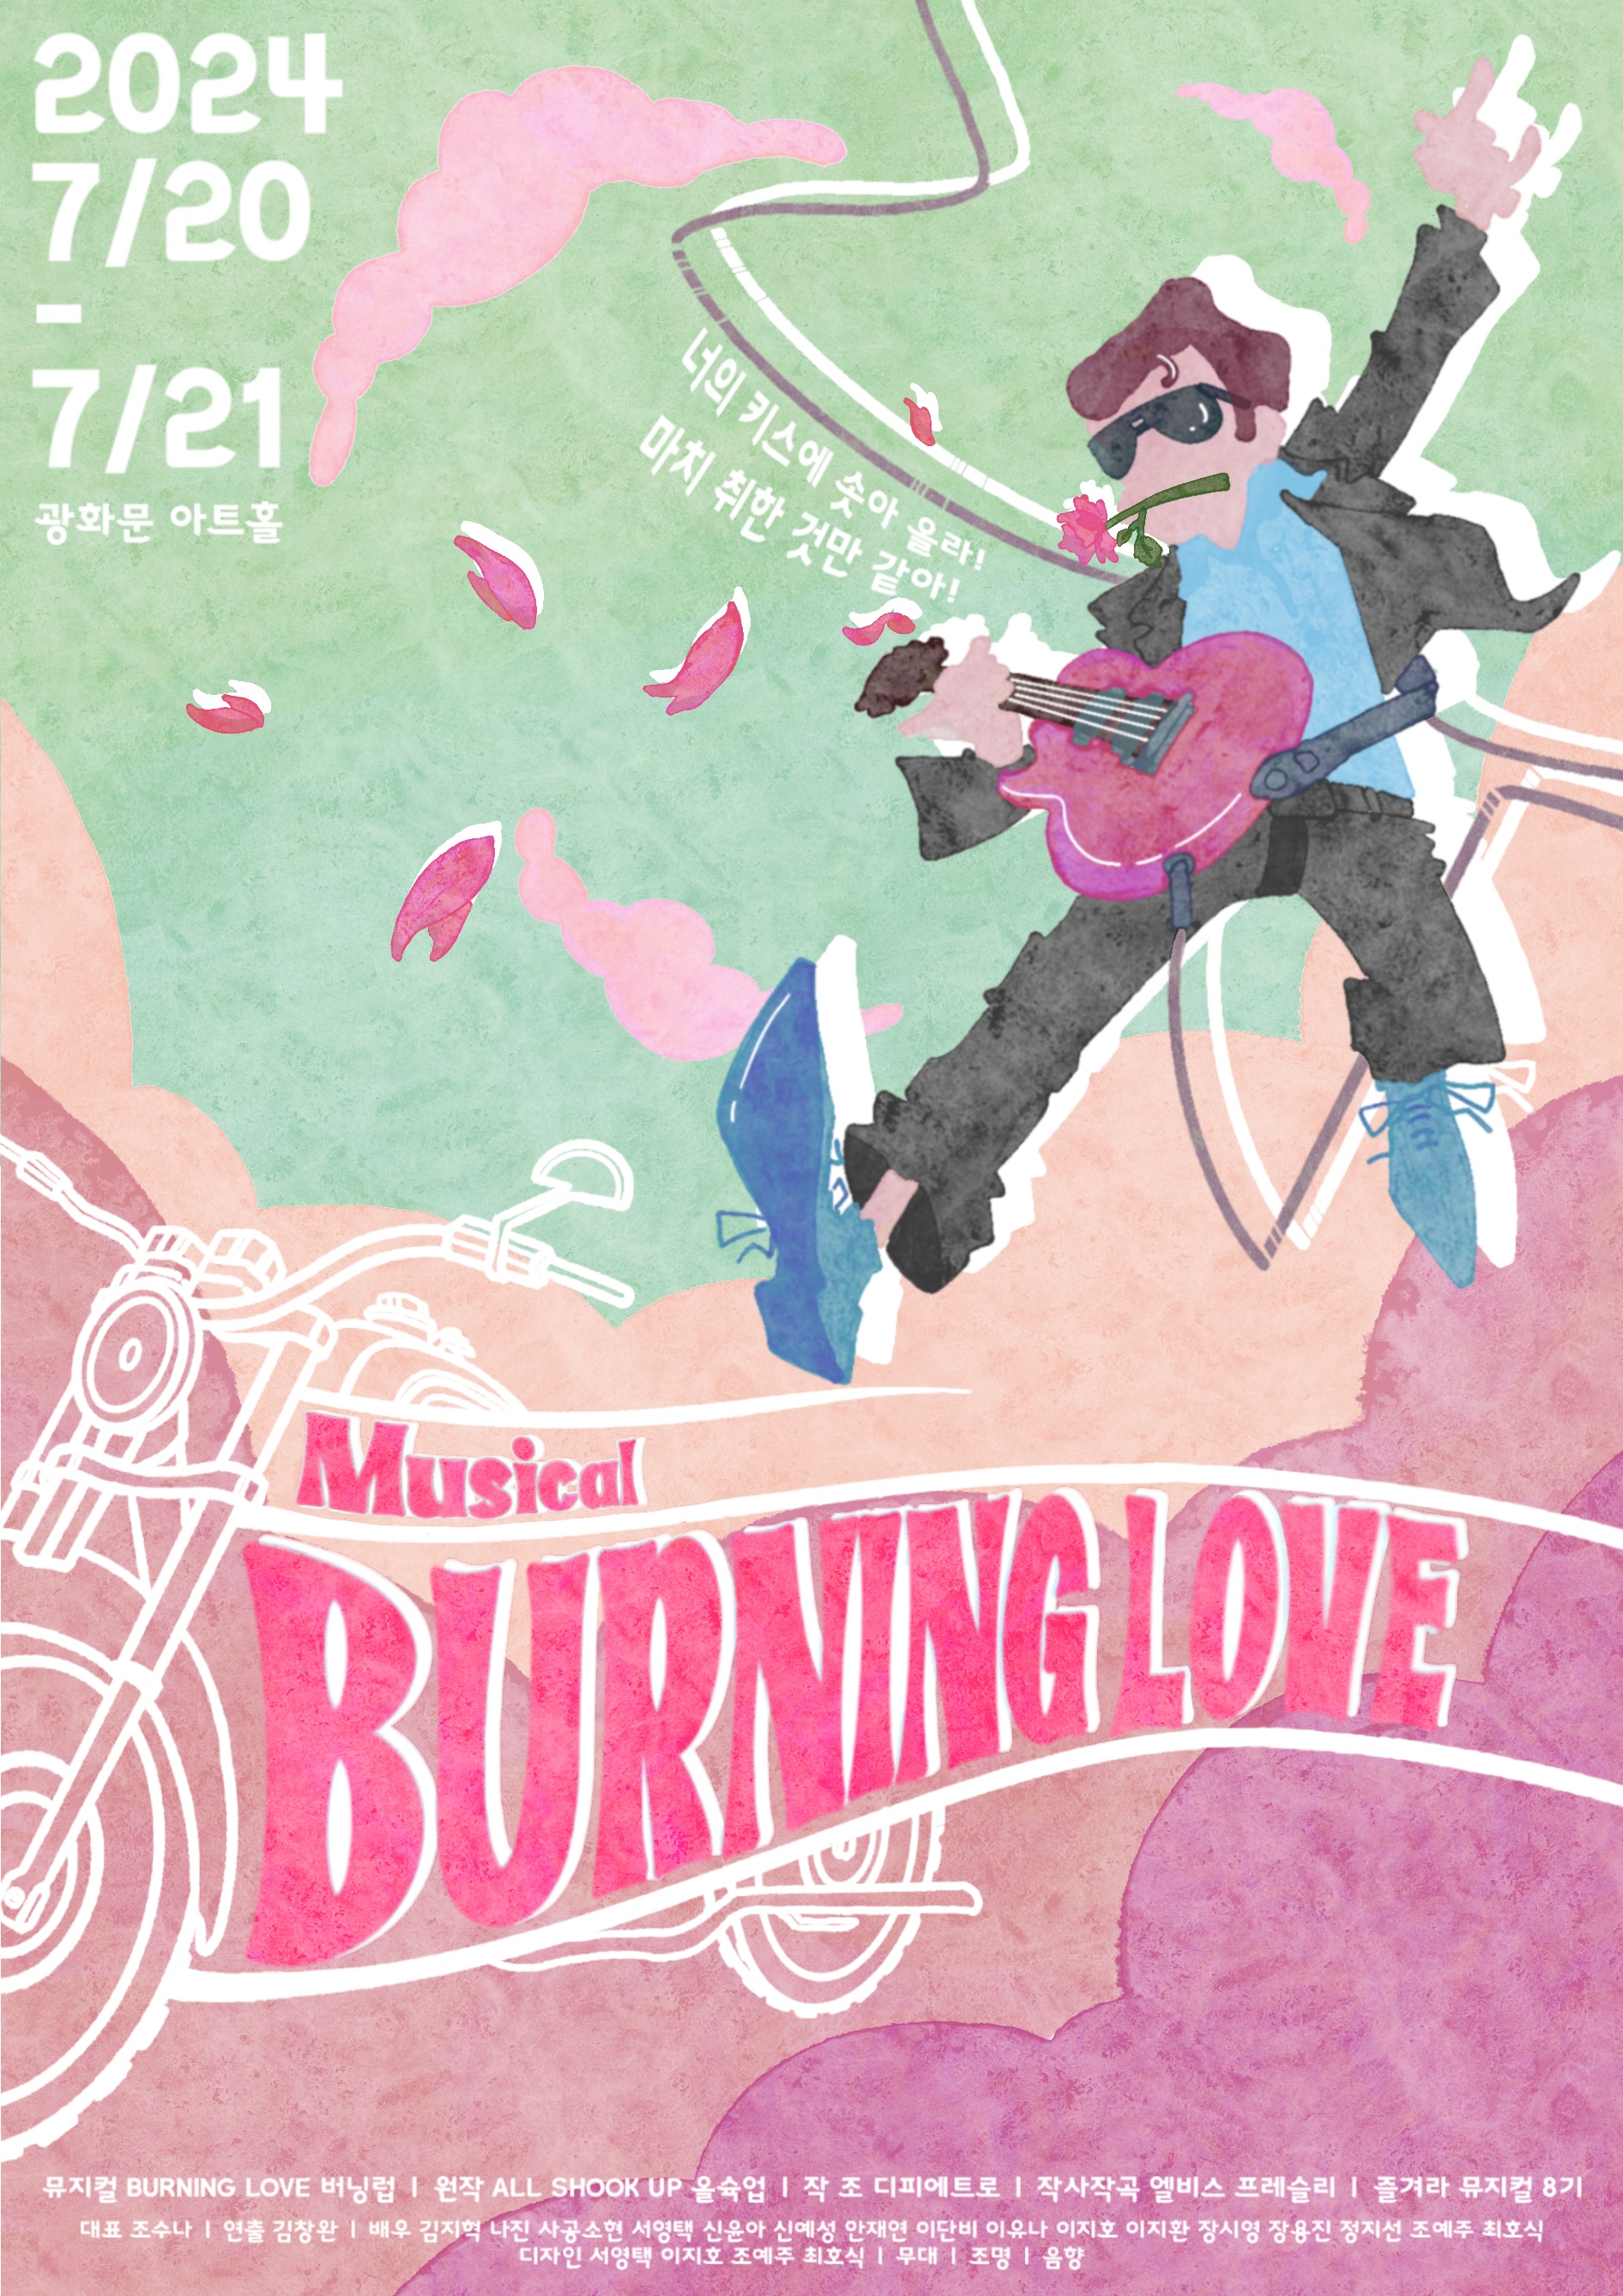 2024
7/20
-
7/21
광화문 아트홀
너의 키스에 솟아 올라!
마치 취한 것만 같아!
Musical
BURNING LOVE
뮤지컬 BURNING LOVE 버닝럽 | 원작 ALL SHOOK UP 올슉업 | 작 조 디피에트로 | 작사작곡 엘비스 프레슬리 | 즐겨라 뮤지컬 8기
대표 조수나 | 연출 김창완 | 배우 김지혁 나진 사공소현 서영택 신윤아 신예성 안재연 이단비 이유나 이지호 이지환 장시영 장용진 정지선 조예주 최호식
디자인 서영택 이지호 조예주 최호식 | 무대 | 조명 | 음향